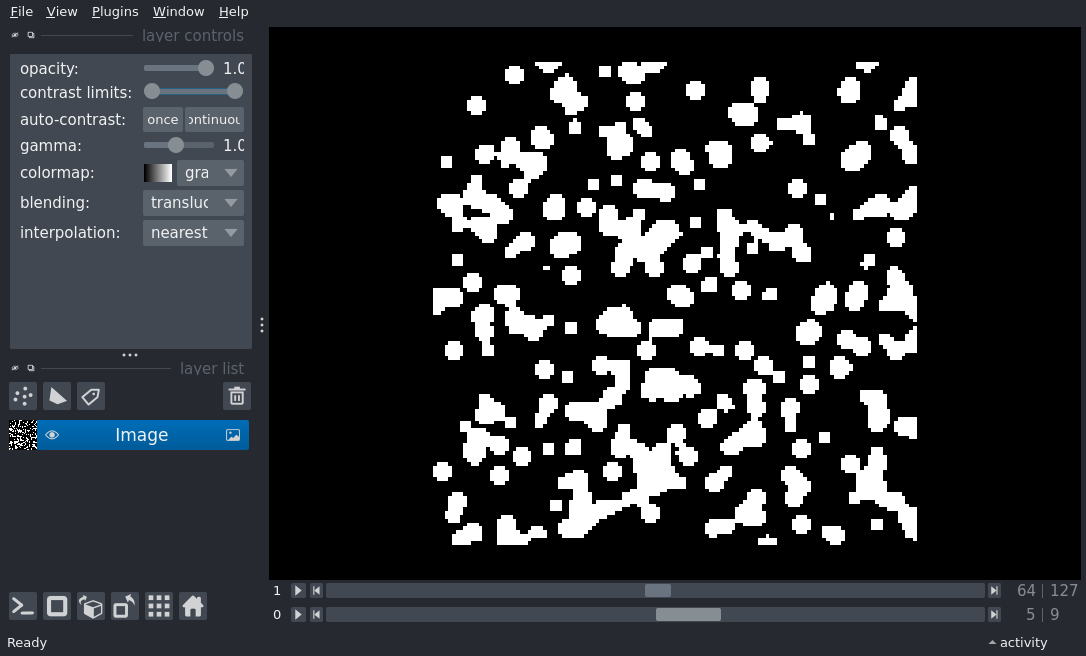 File View Plugins Window Help
layer controls
opacity: 1.0
contrast limits:
auto-contrast: once ontinuou
gamma: 1.0
colormap: gra
blending: transluc
interpolation: nearest
layer list
Image
1 64 | 127
0 5 | 9
Ready activity